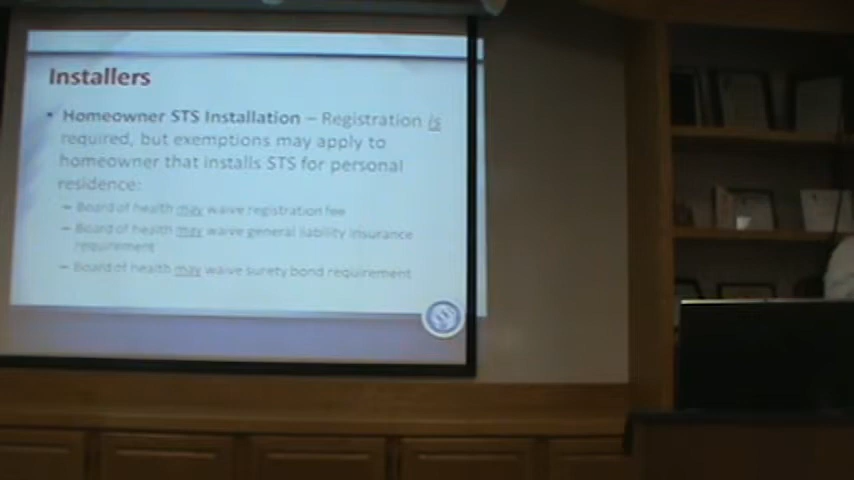 Installers
• Homeowner STS Installation – Registration is
required, but exemptions may apply to
homeowner that installs STS for personal
residence:
– Board of health may waive registration fee
– Board of health may waive general liability insurance
requirement
– Board of health may waive surety bond requirement